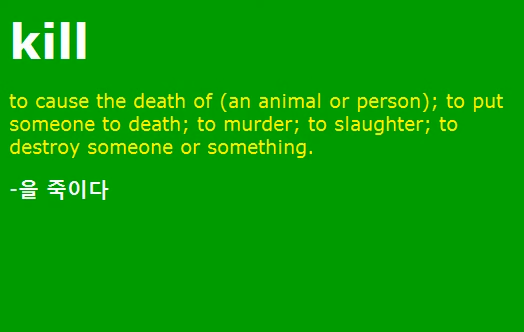 kill
to cause the death of (an animal or person); to put
someone to death; to murder; to slaughter; to
destroy someone or something.
-을 죽이다